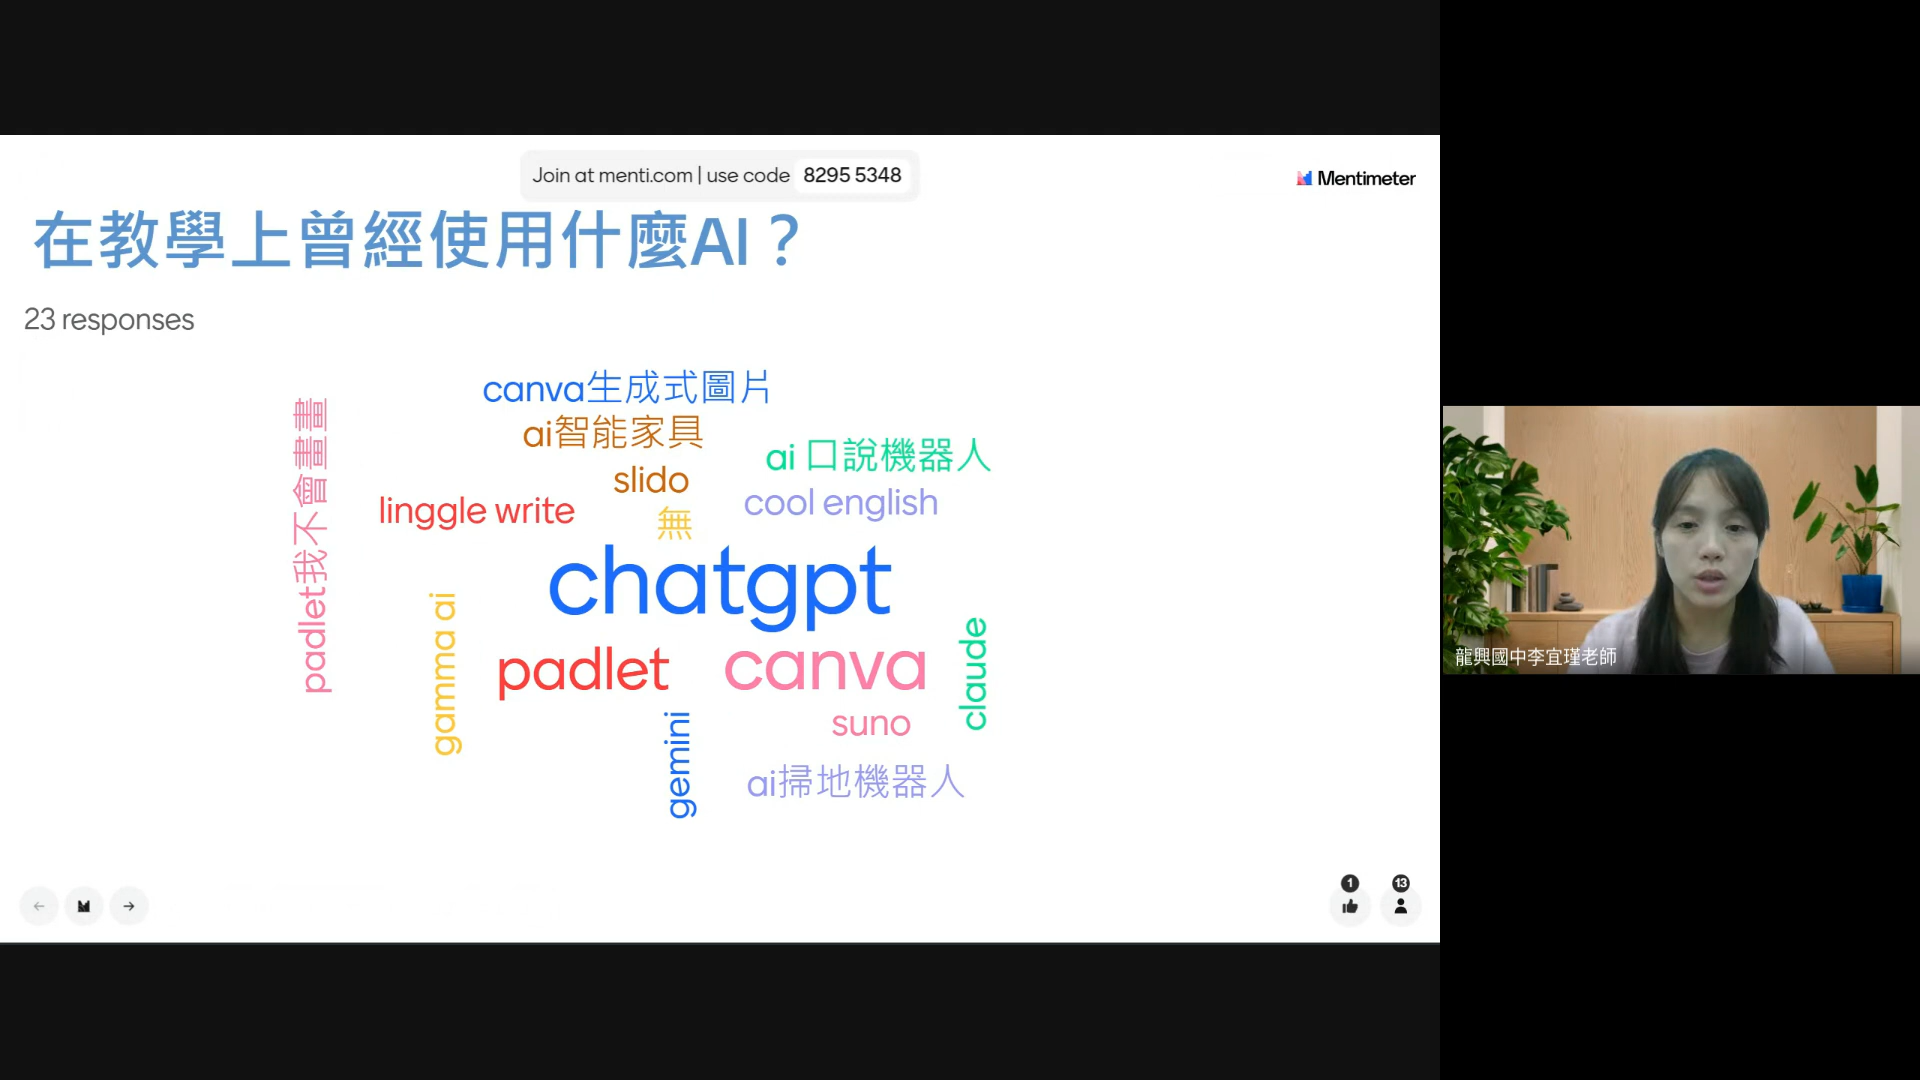 Join at menti.com | use code 8295 5348
Mentimeter
在教學上曾經使用什麼AI？
23 responses
canva生成式圖片
ai智能家具
ai 口說機器人
slido
cool english
linggle write
無
padlet我不會畫畫
chatgpt
gamma ai
padlet
canva
claude
suno
gemini
ai掃地機器人
1
13
龍興國中李宜瑾老師